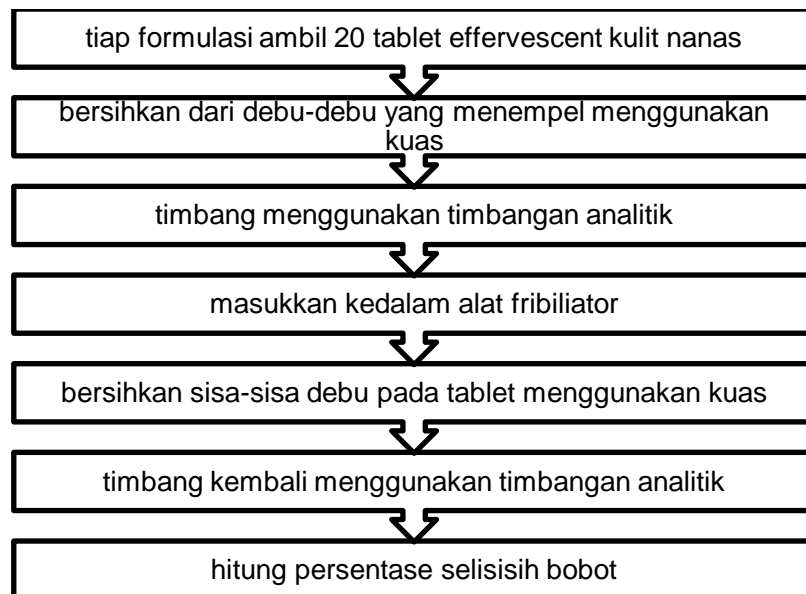 tiap formulasi ambil 20 tablet effervescent kulit nanas
bersihkan dari debu-debu yang menempel menggunakan
kuas
timbang menggunakan timbangan analitik
masukkan kedalam alat fribiliator
bersihkan sisa-sisa debu pada tablet menggunakan kuas
timbang kembali menggunakan timbangan analitik
hitung persentase selisisih bobot